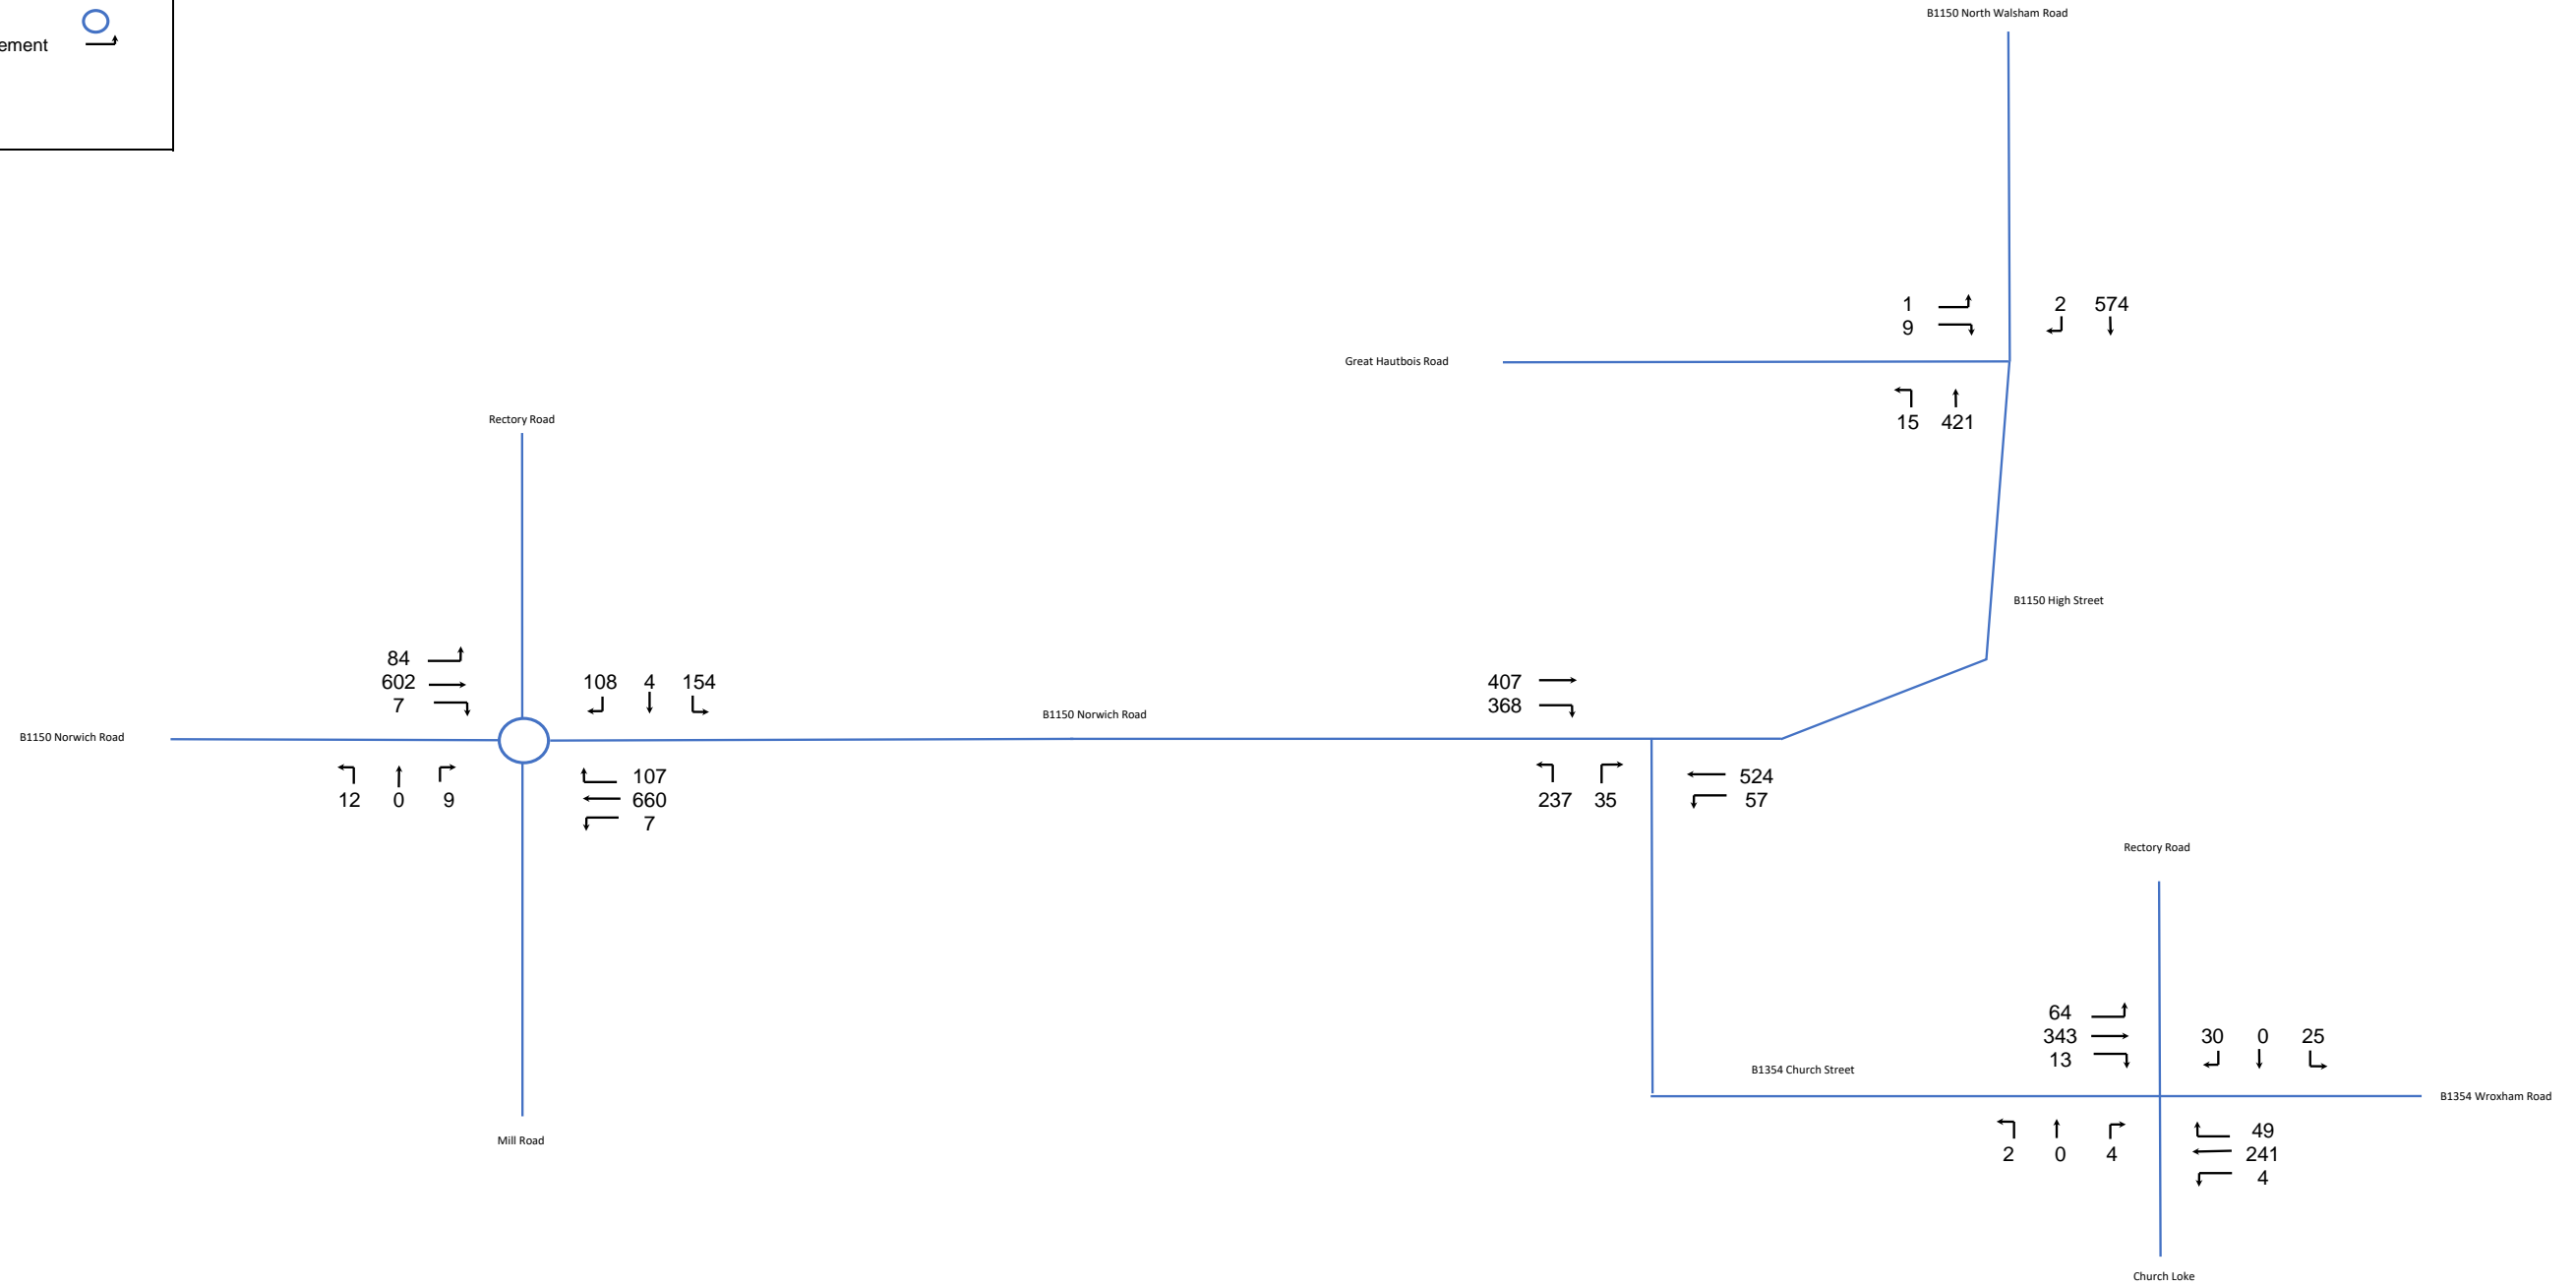 B1150 North Walsham Road
1
9
2 574
Great Hautbois Road
15 421
Rectory Road
B1150 High Street
84
602
7
108 4 154
407
368
B1150 Norwich Road
B1150 Norwich Road
12 0 9
107
660
7
237 35
524
57
Rectory Road
64
343
13
30 0 25
B1354 Church Street
B1354 Wroxham Road
Mill Road
2 0 4
49
241
4
Church Loke